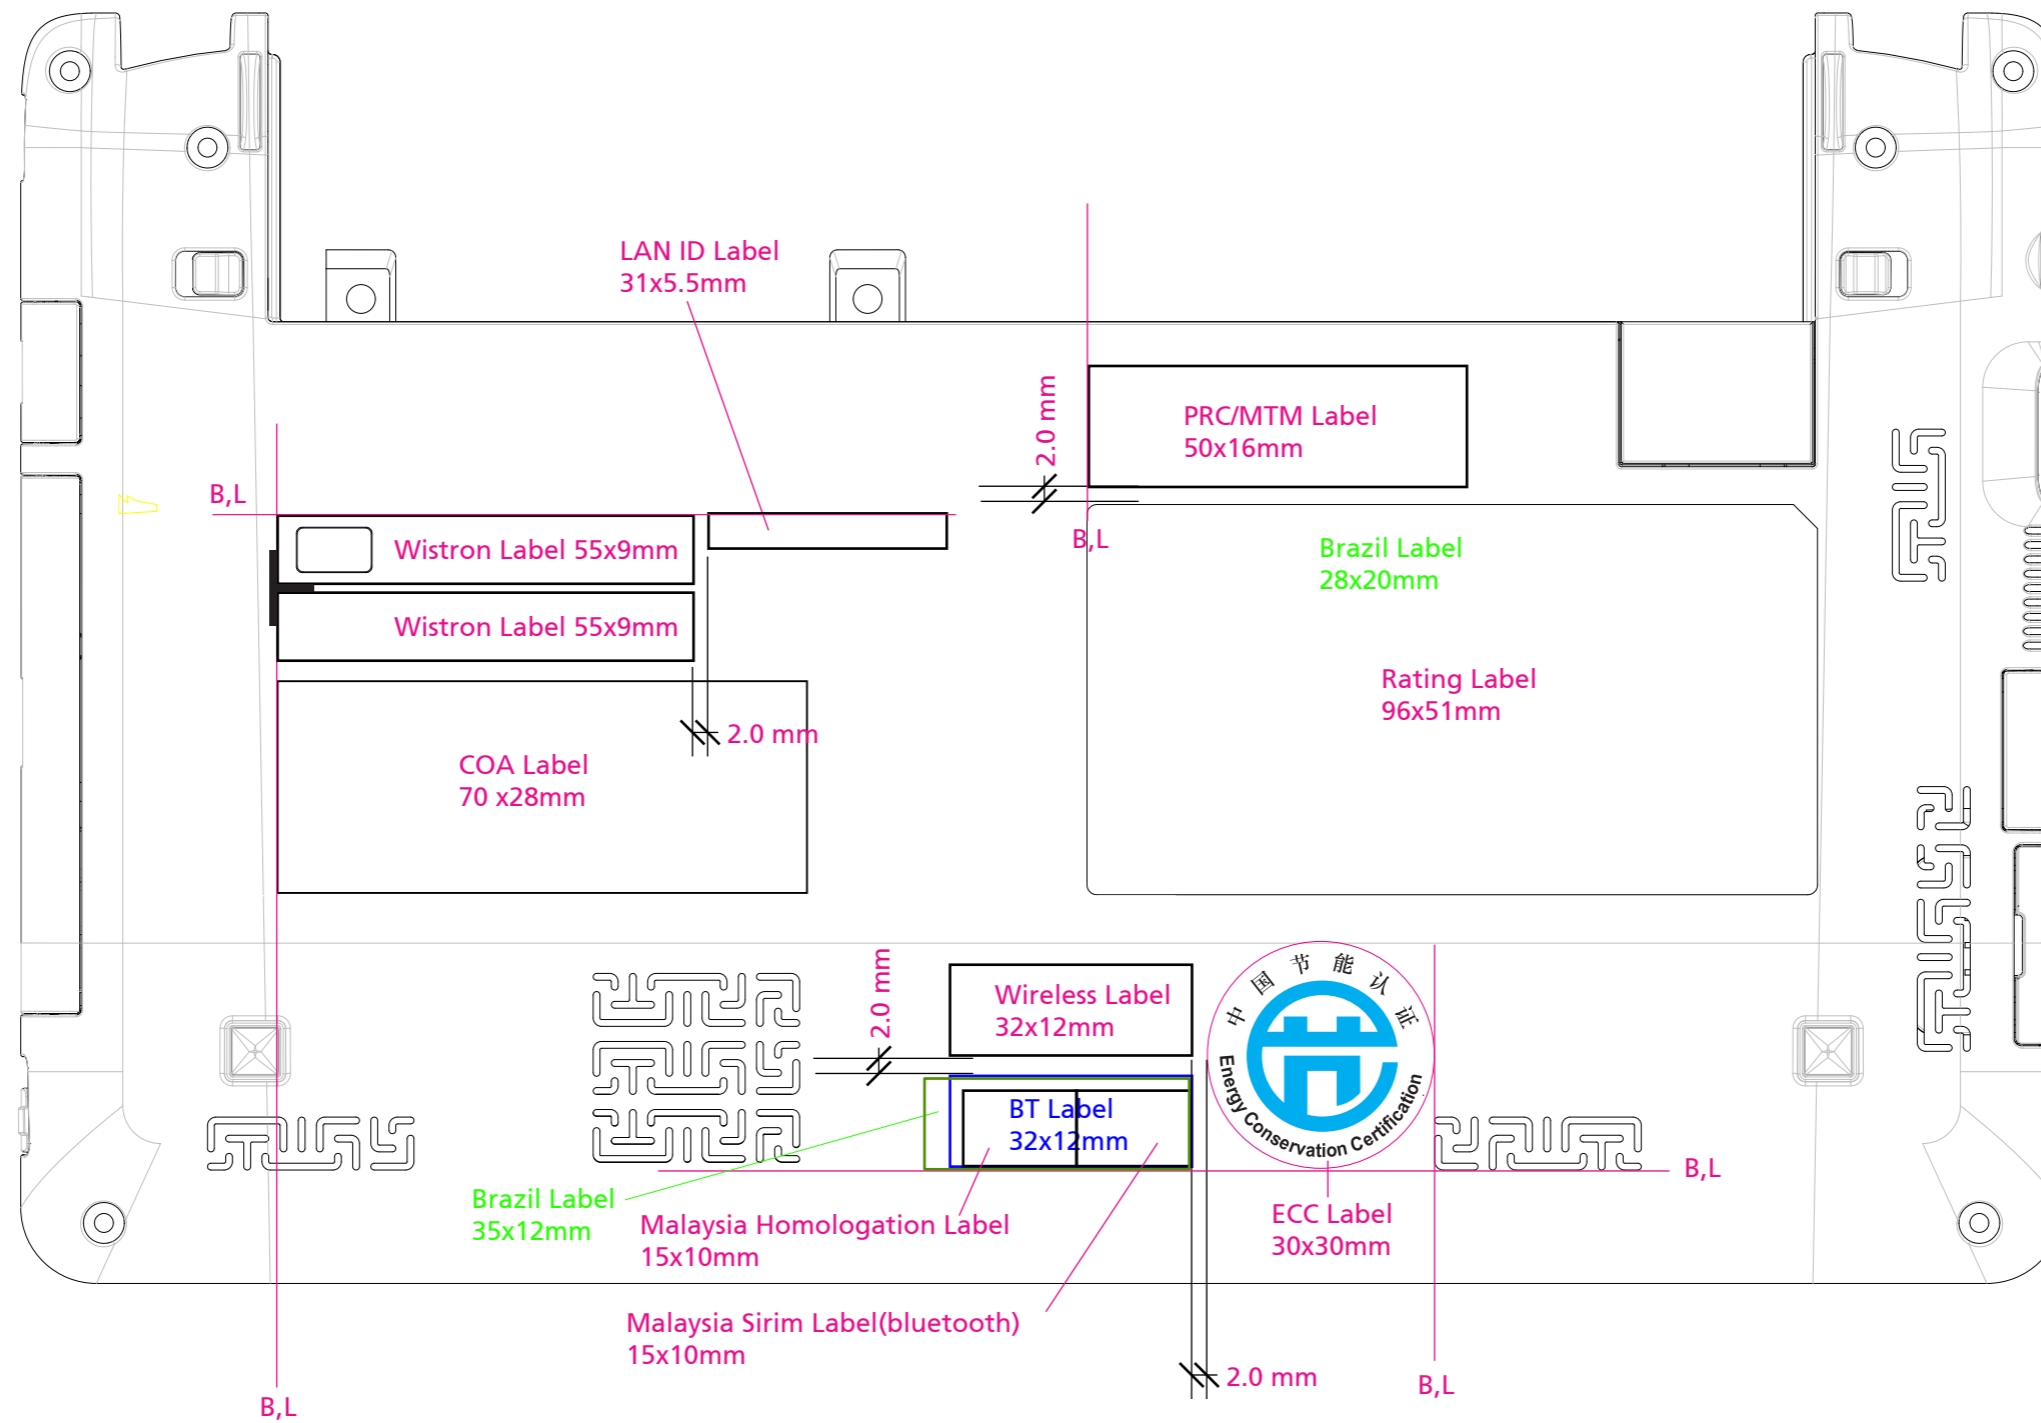 LAN ID Label
31x5.5mm
2.0 mm
PRC/MTM Label
50x16mm
B,L
B,L
Wistron Label 55x9mm
Wistron Label 55x9mm
Brazil Label
28x20mm
Rating Label
96x51mm
2.0 mm
COA Label
70 x28mm
2.0 mm
Wireless Label
32x12mm
中国节能认证
Energy Conservation Certification
BT Label
32x12mm
B,L
Brazil Label
35x12mm
Malaysia Homologation Label
15x10mm
ECC Label
30x30mm
Malaysia Sirim Label(bluetooth)
15x10mm
2.0 mm
B,L
B,L